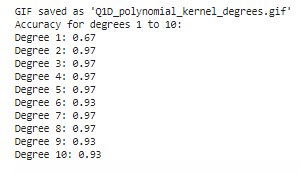 GIF saved as 'Q1D_polynomial_kernel_degrees.gif'
Accuracy for degrees 1 to 10:
Degree 1: 0.67
Degree 2: 0.97
Degree 3: 0.97
Degree 4: 0.97
Degree 5: 0.97
Degree 6: 0.93
Degree 7: 0.97
Degree 8: 0.97
Degree 9: 0.93
Degree 10: 0.93